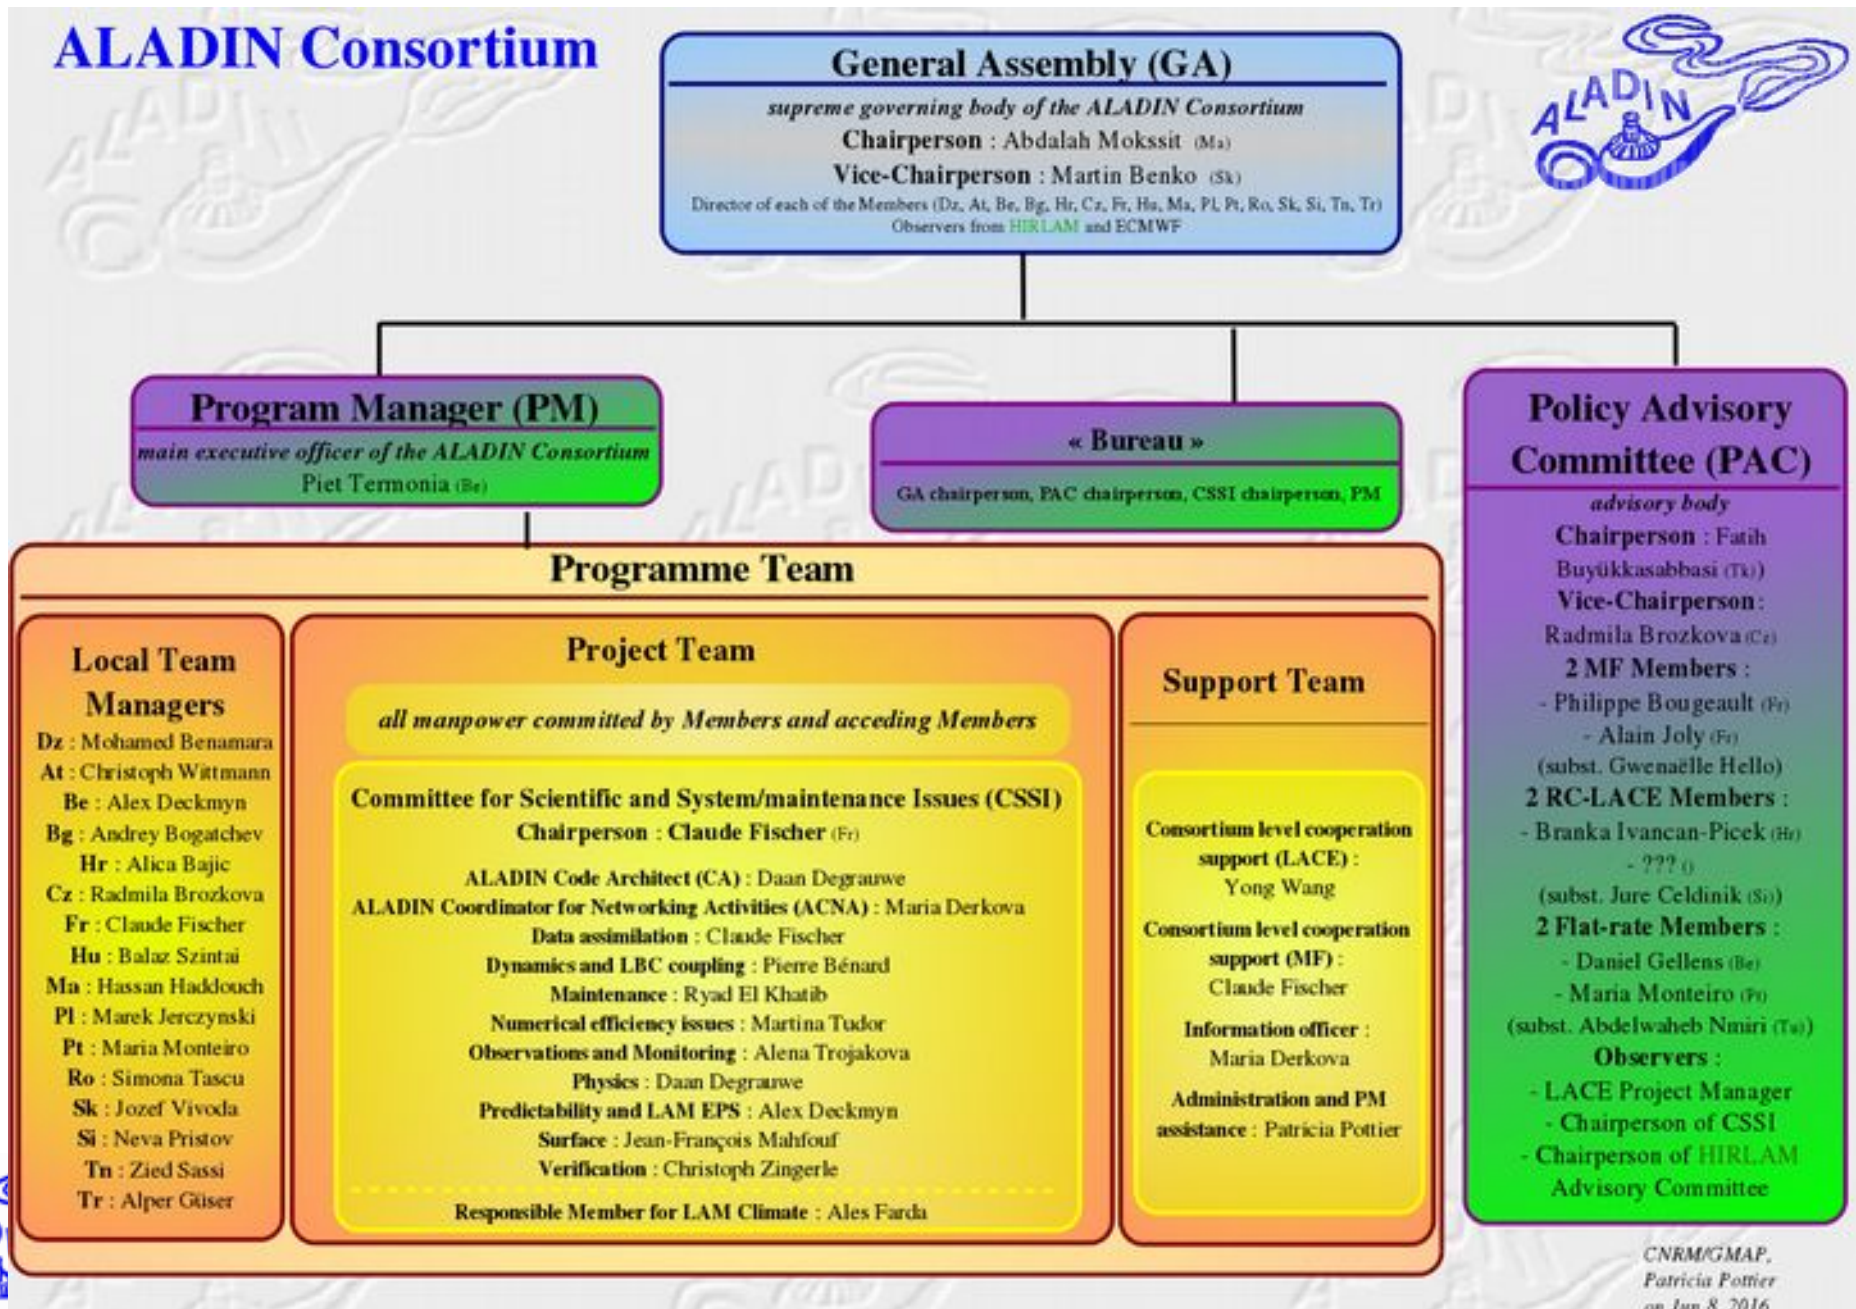 ALADIN Consortium
General Assembly (GA)
supreme governing body of the ALADIN Consortium
Chairperson : Abdalah Mokssit (Ma)
Vice-Chairperson : Martin Benko (Sk)
Director of each of the Members (Dz, At, Be, Bg, Hr, Cz, Fr, Hu, Ma, Pl, Pt, Ro, Sk, Si, Tn, Tr)
Observers from HIRLAM and ECMWF
ALADIN
Program Manager (PM)
main executive officer of the ALADIN Consortium
Piet Termonia (Be)
« Bureau »
GA chairperson, PAC chairperson, CSSI chairperson, PM
Policy Advisory
Committee (PAC)
advisory body
Chairperson : Fatih
Buyükkasabbasi (Tk))
Vice-Chairperson:
Radmila Brozkova (Cz)
2 MF Members :
- Philippe Bougeault (Fr)
- Alain Joly (Fr)
(subst. Gwenaëlle Hello)
2 RC-LACE Members :
- Branka Ivancan-Picek (Hr)
- ??? ()
(subst. Jure Celdinik (Si))
2 Flat-rate Members :
- Daniel Gellens (Be)
- Maria Monteiro (Pt)
(subst. Abdelwaheb Nmiri (Tu))
Observers :
- LACE Project Manager
- Chairperson of CSSI
- Chairperson of HIRLAM
Advisory Committee
Programme Team
Local Team
Managers
Dz : Mohamed Benamara
At : Christoph Wittmann
Be : Alex Deckmyn
Bg : Andrey Bogatchev
Hr : Alica Bajic
Cz : Radmila Brozkova
Fr : Claude Fischer
Hu : Balaz Szintai
Ma : Hassan Haddouch
Pl : Marek Jerczynski
Pt : Maria Monteiro
Ro : Simona Tascu
Sk : Jozef Vivoda
Si : Neva Pristov
Tn : Zied Sassi
Tr : Alper Güser
Project Team
all manpower committed by Members and acceding Members
Committee for Scientific and System/maintenance Issues (CSSI)
Chairperson : Claude Fischer (Fr)
ALADIN Code Architect (CA) : Daan Degrauwe
ALADIN Coordinator for Networking Activities (ACNA) : Maria Derkova
Data assimilation : Claude Fischer
Dynamics and LBC coupling : Pierre Bénard
Maintenance : Ryad El Khatib
Numerical efficiency issues : Martina Tudor
Observations and Monitoring : Alena Trojakova
Physics : Daan Degrauwe
Predictability and LAM EPS : Alex Deckmyn
Surface : Jean-François Mahfouf
Verification : Christoph Zingerle
Responsible Member for LAM Climate : Ales Farda
Support Team
Consortium level cooperation
support (LACE) :
Yong Wang
Consortium level cooperation
support (MF) :
Claude Fischer
Information officer :
Maria Derkova
Administration and PM
assistance : Patricia Pottier
CNRM/GMAP,
Patricia Pottier
on Jun 8, 2016